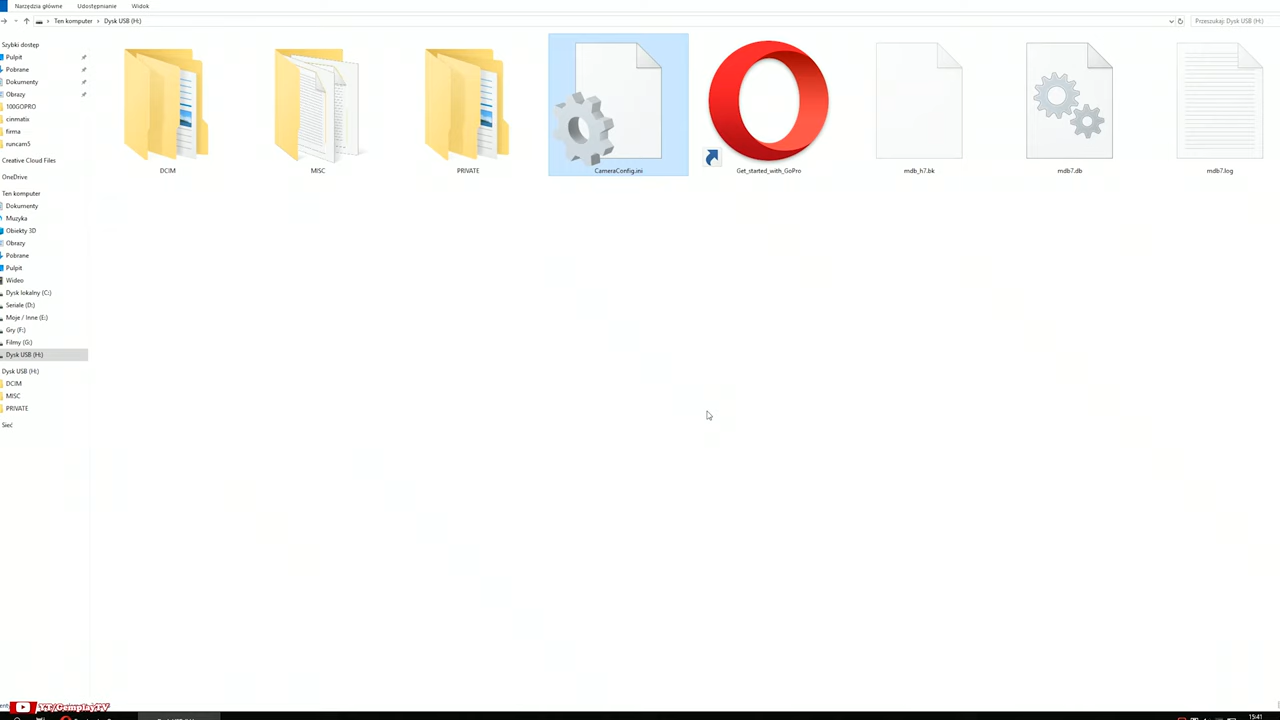 Narzędzia główne Udostępnianie Widok
Ten komputer Dysk USB (H:)
Przeszukaj: Dysk USB (H:)
Szybki dostęp
Pulpit
Pobrane
Dokumenty
Obrazy
100GOPRO
cinmatix
firma
runcam5
Creative Cloud Files
OneDrive
Ten komputer
Dokumenty
Muzyka
Obiekty 3D
Obrazy
Pobrane
Pulpit
Wideo
Dysk lokalny (C:)
Seriale (D:)
Moje / Inne (E:)
Gry (F:)
Filmy (G:)
Dysk USB (H:)
Dysk USB (H:)
DCIM
MISC
PRIVATE
Sieć
DCIM
MISC
PRIVATE
CameraConfig.ini
Get_started_with_GoPro
mdb_h7.bk
mdb7.db
mdb7.log
15:41